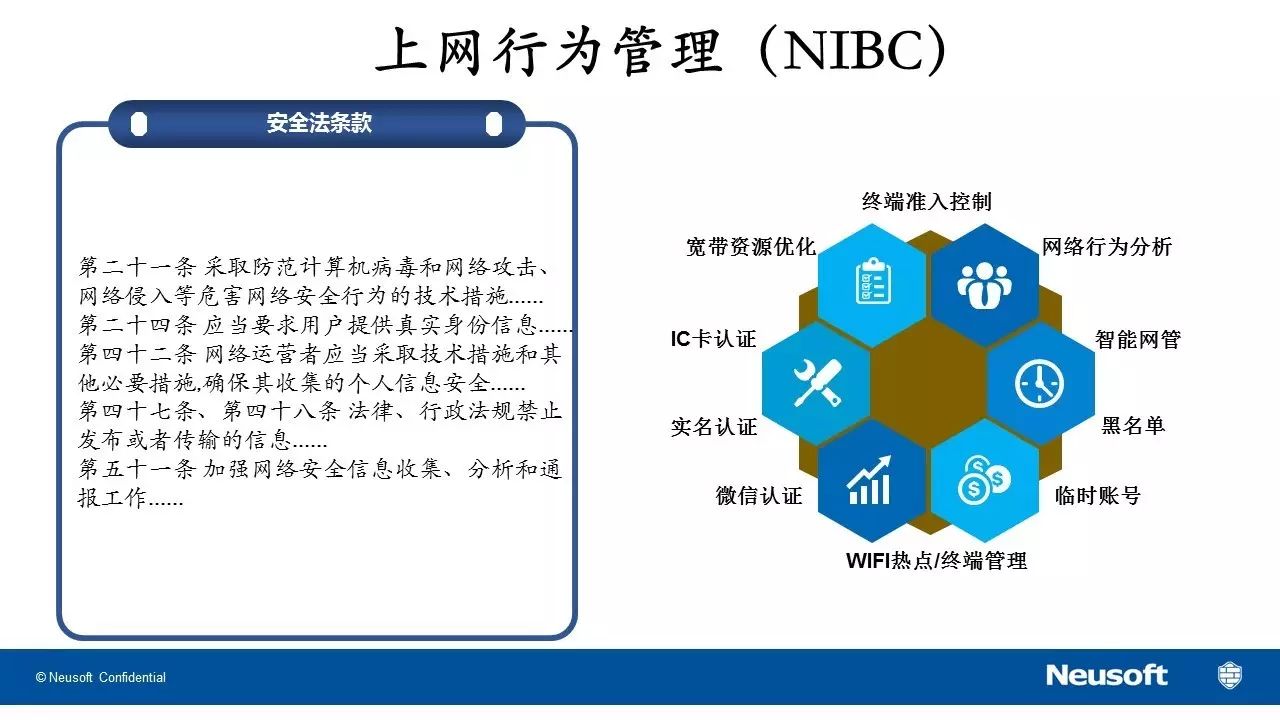 上网行为管理（NIBC）
安全法条款
第二十一条 采取防范计算机病毒和网络攻击、
网络侵入等危害网络安全行为的技术措施......
第二十四条 应当要求用户提供真实身份信息......
第四十二条 网络运营者应当采取技术措施和其
他必要措施,确保其收集的个人信息安全......
第四十七条、第四十八条 法律、行政法规禁止
发布或者传输的信息......
第五十一条 加强网络安全信息收集、分析和通
报工作......
终端准入控制
宽带资源优化
网络行为分析
IC卡认证
智能网管
实名认证
黑名单
微信认证
临时账号
WIFI热点/终端管理
© Neusoft Confidential
Neusoft